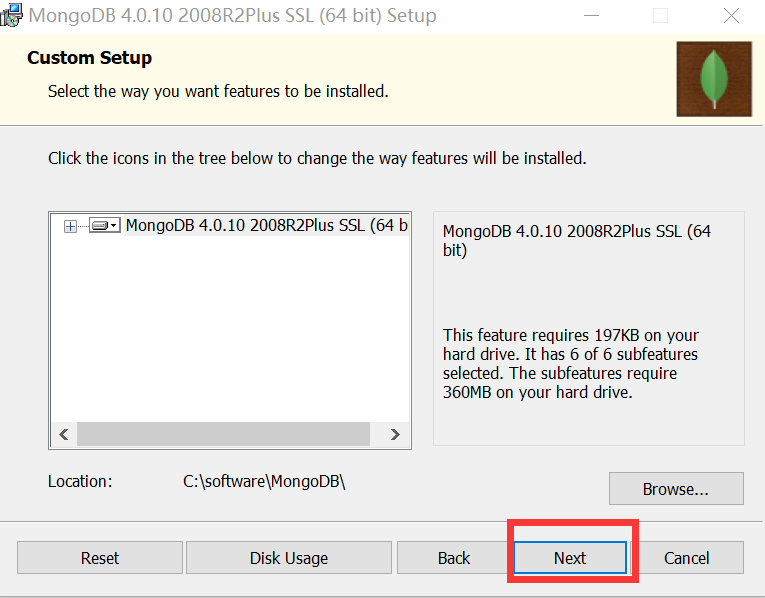 MongoDB 4.0.10 2008R2Plus SSL (64 bit) Setup
Custom Setup
Select the way you want features to be installed.
Click the icons in the tree below to change the way features will be installed.
MongoDB 4.0.10 2008R2Plus SSL (64 b
MongoDB 4.0.10 2008R2Plus SSL (64
bit)
This feature requires 197KB on your
hard drive. It has 6 of 6 subfeatures
selected. The subfeatures require
360MB on your hard drive.
Location: C:\software\MongoDB\
Browse...
Reset Disk Usage Back Next Cancel